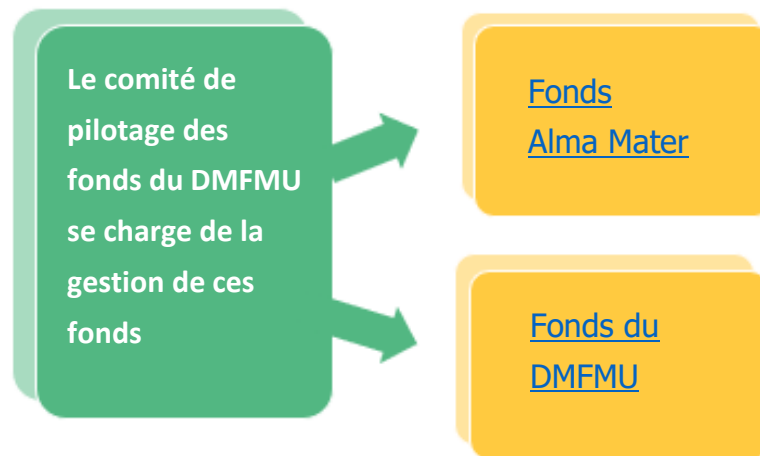 Le comité de
pilotage des
fonds du DMFMU
se charge de la
gestion de ces
fonds
Fonds
Alma Mater
Fonds du
DMFMU